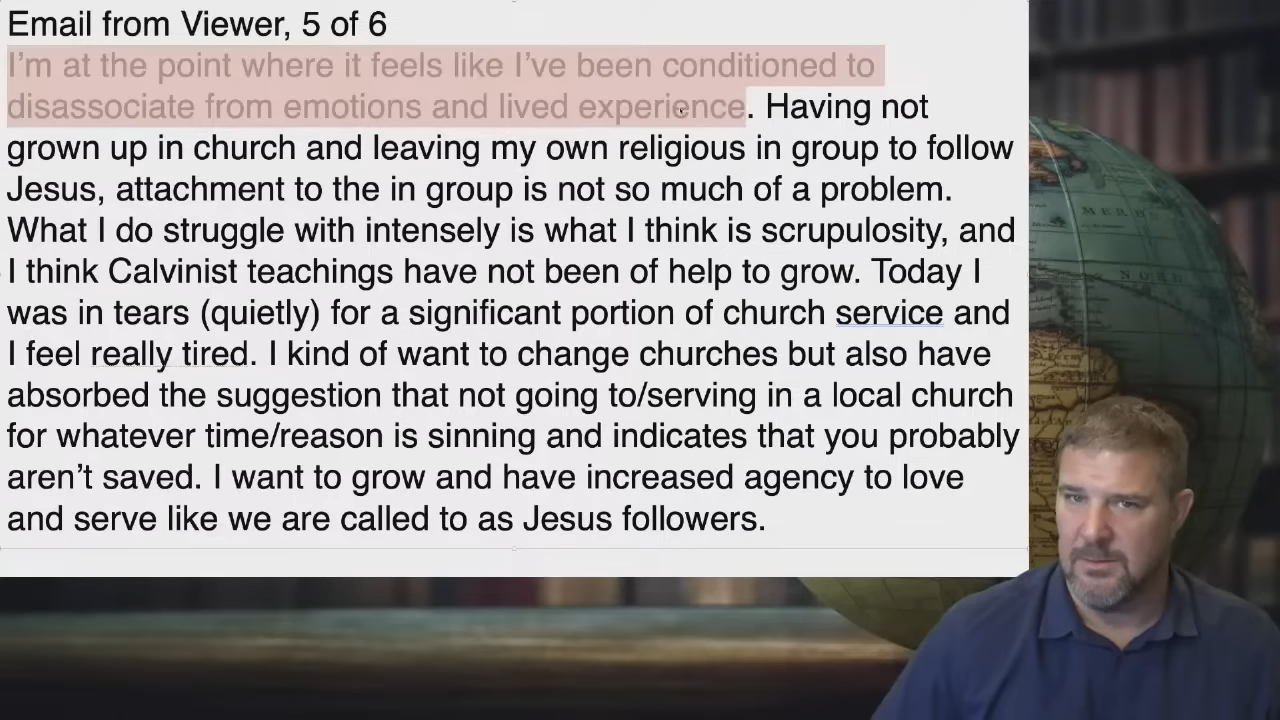 Email from Viewer, 5 of 6
I’m at the point where it feels like I’ve been conditioned to
disassociate from emotions and lived experience. Having not
grown up in church and leaving my own religious in group to follow
Jesus, attachment to the in group is not so much of a problem.
What I do struggle with intensely is what I think is scrupulosity, and
I think Calvinist teachings have not been of help to grow. Today I
was in tears (quietly) for a significant portion of church service and
I feel really tired. I kind of want to change churches but also have
absorbed the suggestion that not going to/serving in a local church
for whatever time/reason is sinning and indicates that you probably
aren’t saved. I want to grow and have increased agency to love
and serve like we are called to as Jesus followers.